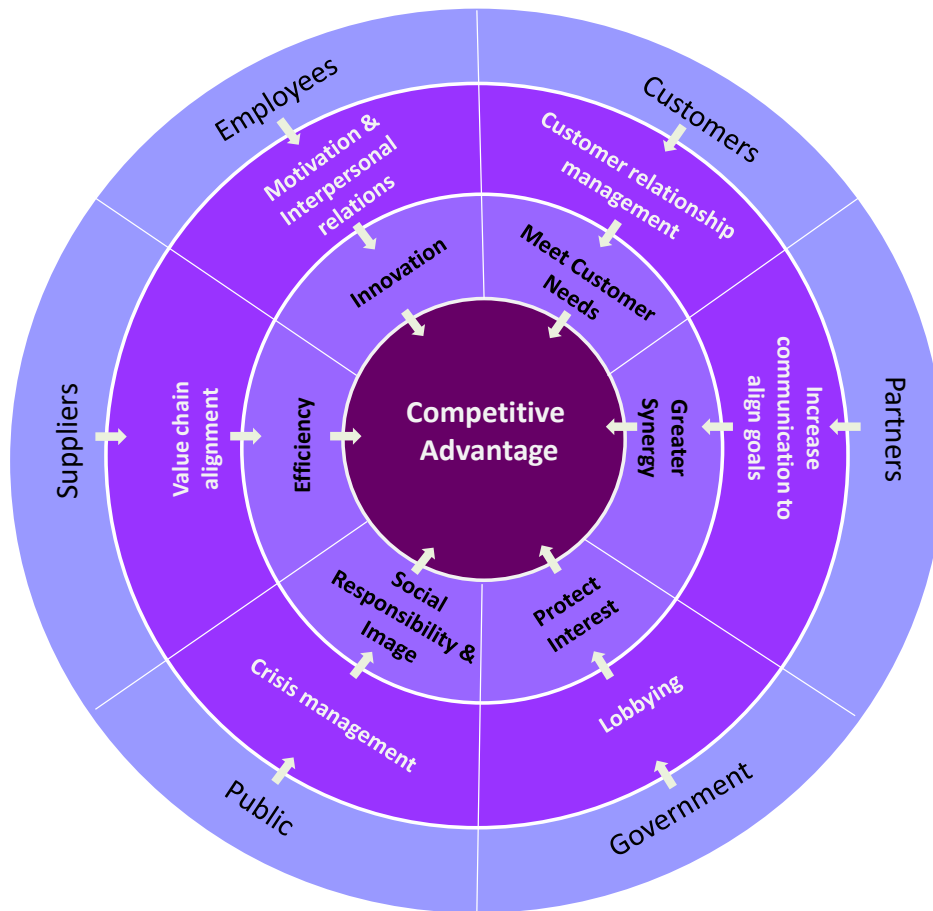 Employees
Customers
Motivation &
Interpersonal
relations
Customer relationship
management
Innovation
Meet Customer
Needs
Suppliers
Value chain
alignment
Efficiency
Competitive
Advantage
Greater
Synergy
Increase
communication to
align goals
Partners
Social
Responsibility &
Image
Protect
Interest
Crisis management
Lobbying
Public
Government